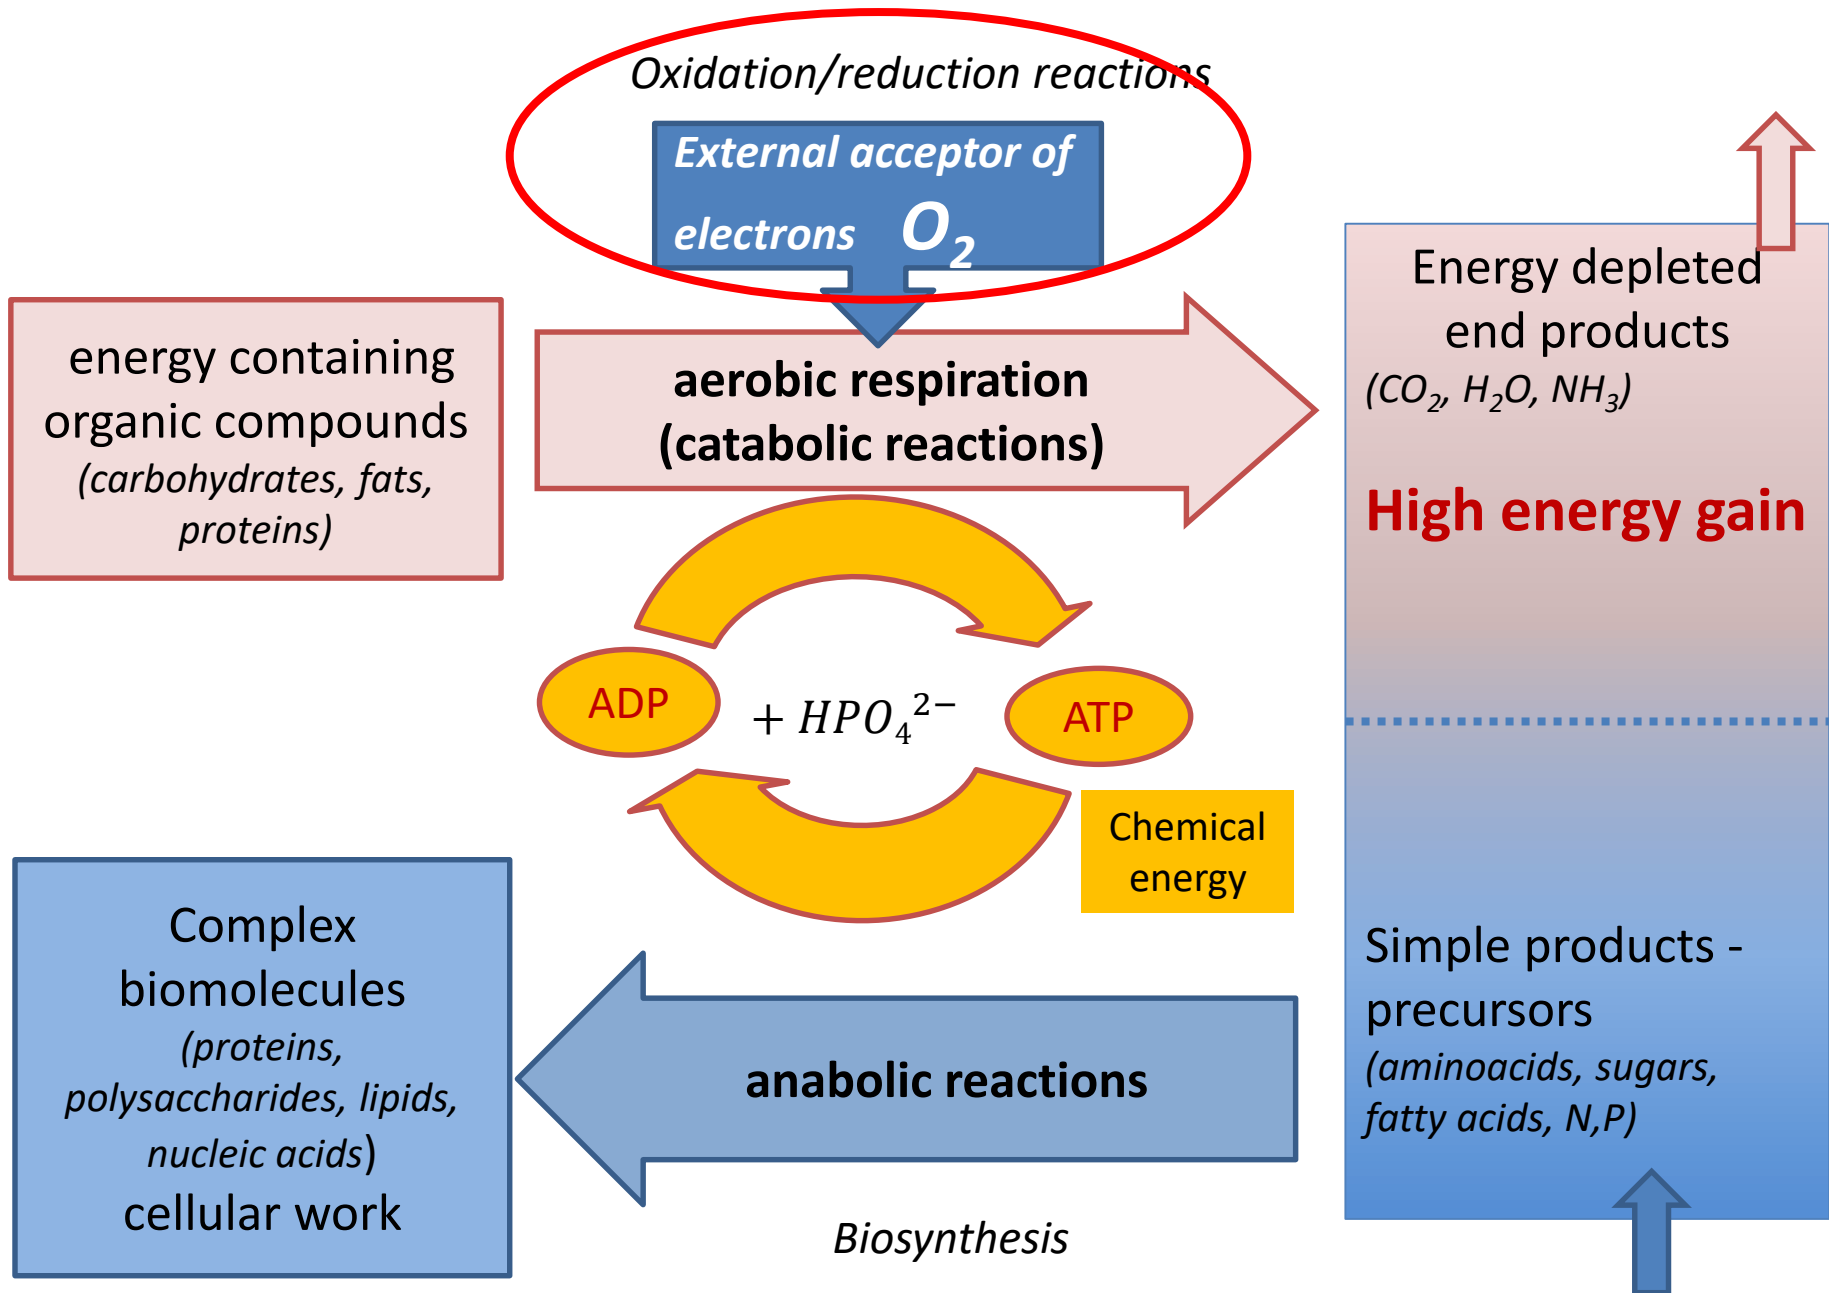 Oxidation/reduction reactions
External acceptor of
electrons O₂
energy containing
organic compounds
(carbohydrates, fats,
proteins)
aerobic respiration
(catabolic reactions)
Energy depleted
end products
(CO₂, H₂O, NH₃)
High energy gain
ADP
+ HPO₄²⁻
ATP
Chemical
energy
Complex
biomolecules
(proteins,
polysaccharides, lipids,
nucleic acids)
cellular work
anabolic reactions
Biosynthesis
Simple products -
precursors
(aminoacids, sugars,
fatty acids, N,P)